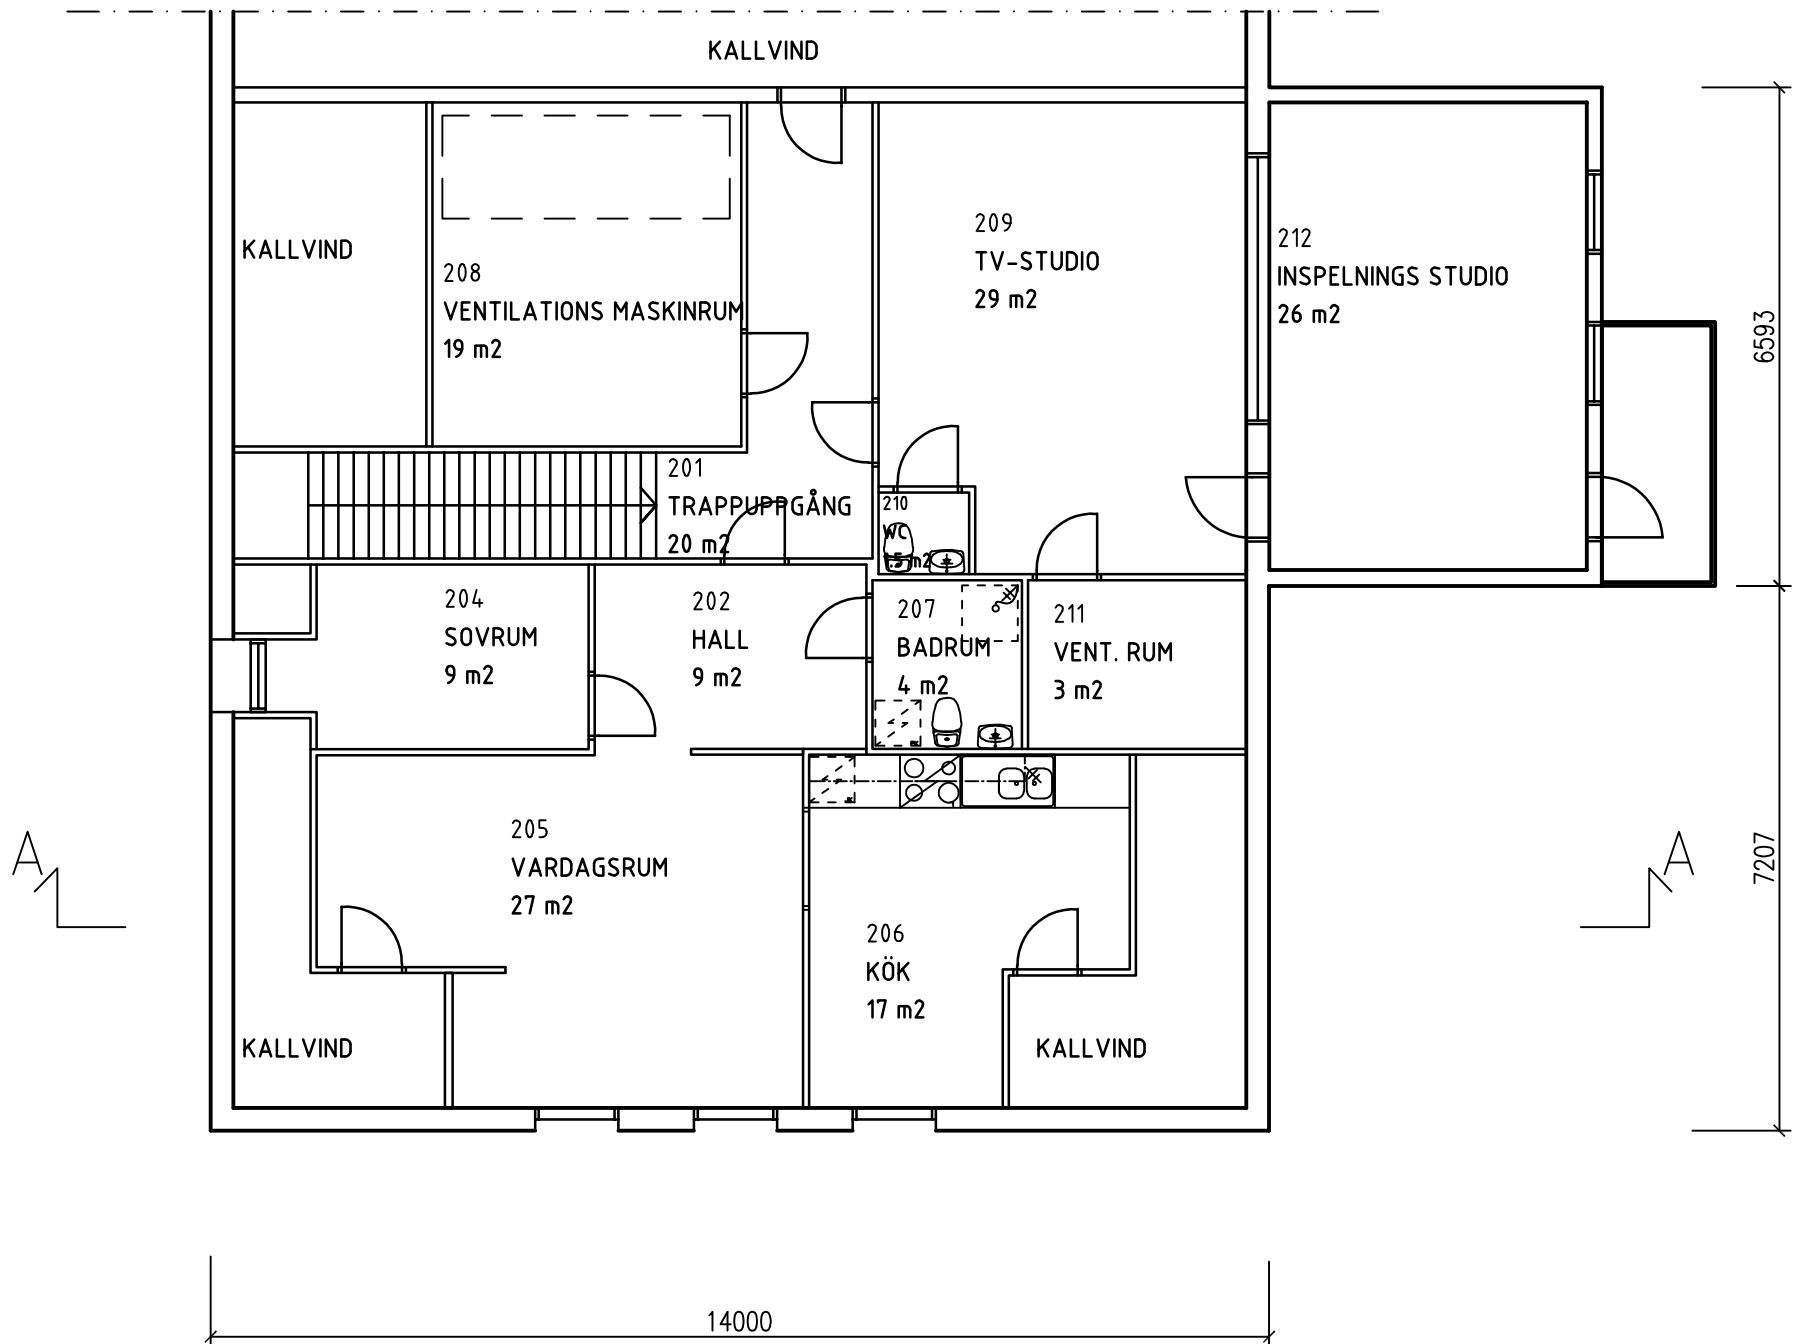 KALLVIND
KALLVIND
208
VENTILATIONS MASKINRUM
19 m2
209
TV-STUDIO
29 m2
212
INSPELNINGS STUDIO
26 m2
6593
201
TRAPPUPPGÅNG
20 m2
210
WC
m2
204
SOVRUM
9 m2
202
HALL
9 m2
207
BADRUM
4 m2
211
VENT. RUM
3 m2
205
VARDAGSRUM
27 m2
206
KÖK
17 m2
A
A
7207
KALLVIND
KALLVIND
14000